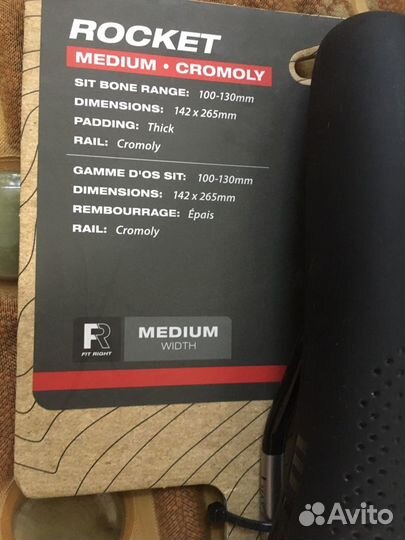 ROCKET
MEDIUM • CROMOLY
SIT BONE RANGE: 100-130mm
DIMENSIONS: 142 x 265mm
PADDING: Thick
RAIL: Cromoly
GAMME D'OS SIT: 100-130mm
DIMENSIONS: 142 x 265mm
REMBOURRAGE: Épais
RAIL: Cromoly
FR
FIT RIGHT
MEDIUM
WIDTH
Avito